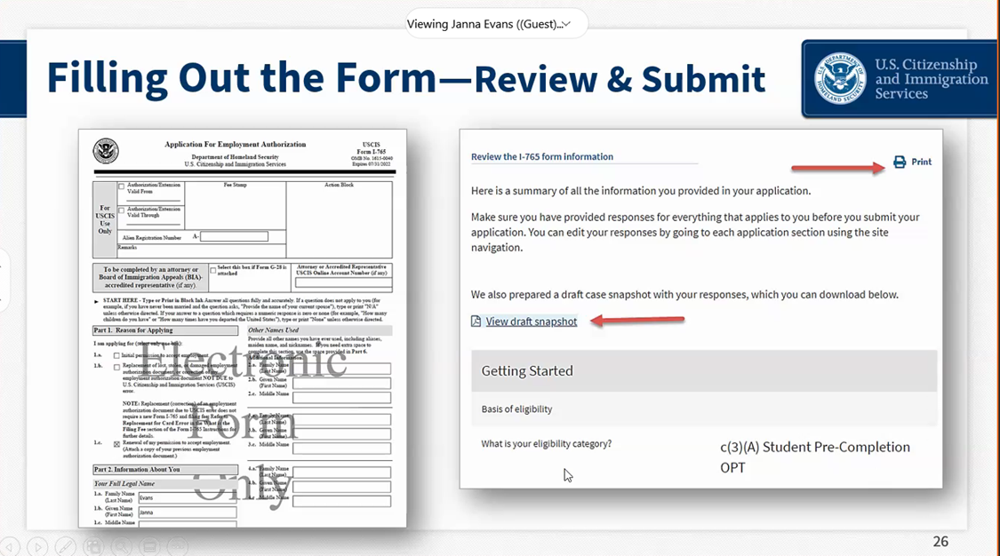 Viewing Janna Evans ((Guest)...
Filling Out the Form—Review & Submit
U.S. Citizenship
and Immigration
Services
Application For Employment Authorization
Department of Homeland Security
U.S. Citizenship and Immigration Services
USCIS
Form I-765
OMB No. 1615-0040
Expires 07/31/2022
For
USCIS
Use
Only
Authorization/Extension
Valid From
Authorization/Extension
Valid Through
Alien Registration Number A-
Remarks
Fee Stamp
Action Block
To be completed by an attorney or
Board of Immigration Appeals (BIA)-
accredited representative (if any).
Select this box if Form G-28 is
attached
Attorney or Accredited Representative
USCIS Online Account Number (if any)
START HERE - Type or Print in Black Ink Answer all questions fully and accurately. If a question does not apply to you (for
example, if you have never been married and the question asks, "Provide the name of your current spouse"), type or print "N/A"
unless otherwise directed. If your answer to a question which requires a numeric response is zero or none (for example, "How many
children do you have" or "How many times have you departed the United States"), type or print "None" unless otherwise directed.
Part 1. Reason for Applying
I am applying for (select only one box):
1.a. Initial permission to accept employment.
1.b. Replacement of lost, stolen, or damaged employment
authorization document, or correction of my
employment authorization document NOT DUE to
U.S. Citizenship and Immigration Services (USCIS)
error.
NOTE: Replacement (correction) of an employment
authorization document due to USCIS error does not
require a new Form I-765 and filing fee. Refer to
Replacement for Card Error in the What is the
Filing Fee section of the Form I-765 Instructions for
further details.
1.c. Renewal of my permission to accept employment.
(Attach a copy of your previous employment
authorization document.)
Part 2. Information About You
Your Full Legal Name
1.a. Family Name
(Last Name)
Evans
1.b. Given Name
(First Name)
Janna
1.c. Middle Name
Other Names Used
Provide all other names you have ever used, including aliases,
maiden name, and nicknames. If you need extra space to
complete this section, use the space provided in Part 6.
Additional Information.
2.a. Family Name
(Last Name)
2.b. Given Name
(First Name)
2.c. Middle Name
3.a. Family Name
(Last Name)
3.b. Given Name
(First Name)
3.c. Middle Name
4.a. Family Name
(Last Name)
4.b. Given Name
(First Name)
4.c. Middle Name
Electronic
Form
Only
Review the I-765 form information
Print
Here is a summary of all the information you provided in your application.
Make sure you have provided responses for everything that applies to you before you submit your
application. You can edit your responses by going to each application section using the site
navigation.
We also prepared a draft case snapshot with your responses, which you can download below.
View draft snapshot
Getting Started
Basis of eligibility
What is your eligibility category?
c(3)(A) Student Pre-Completion
OPT
26